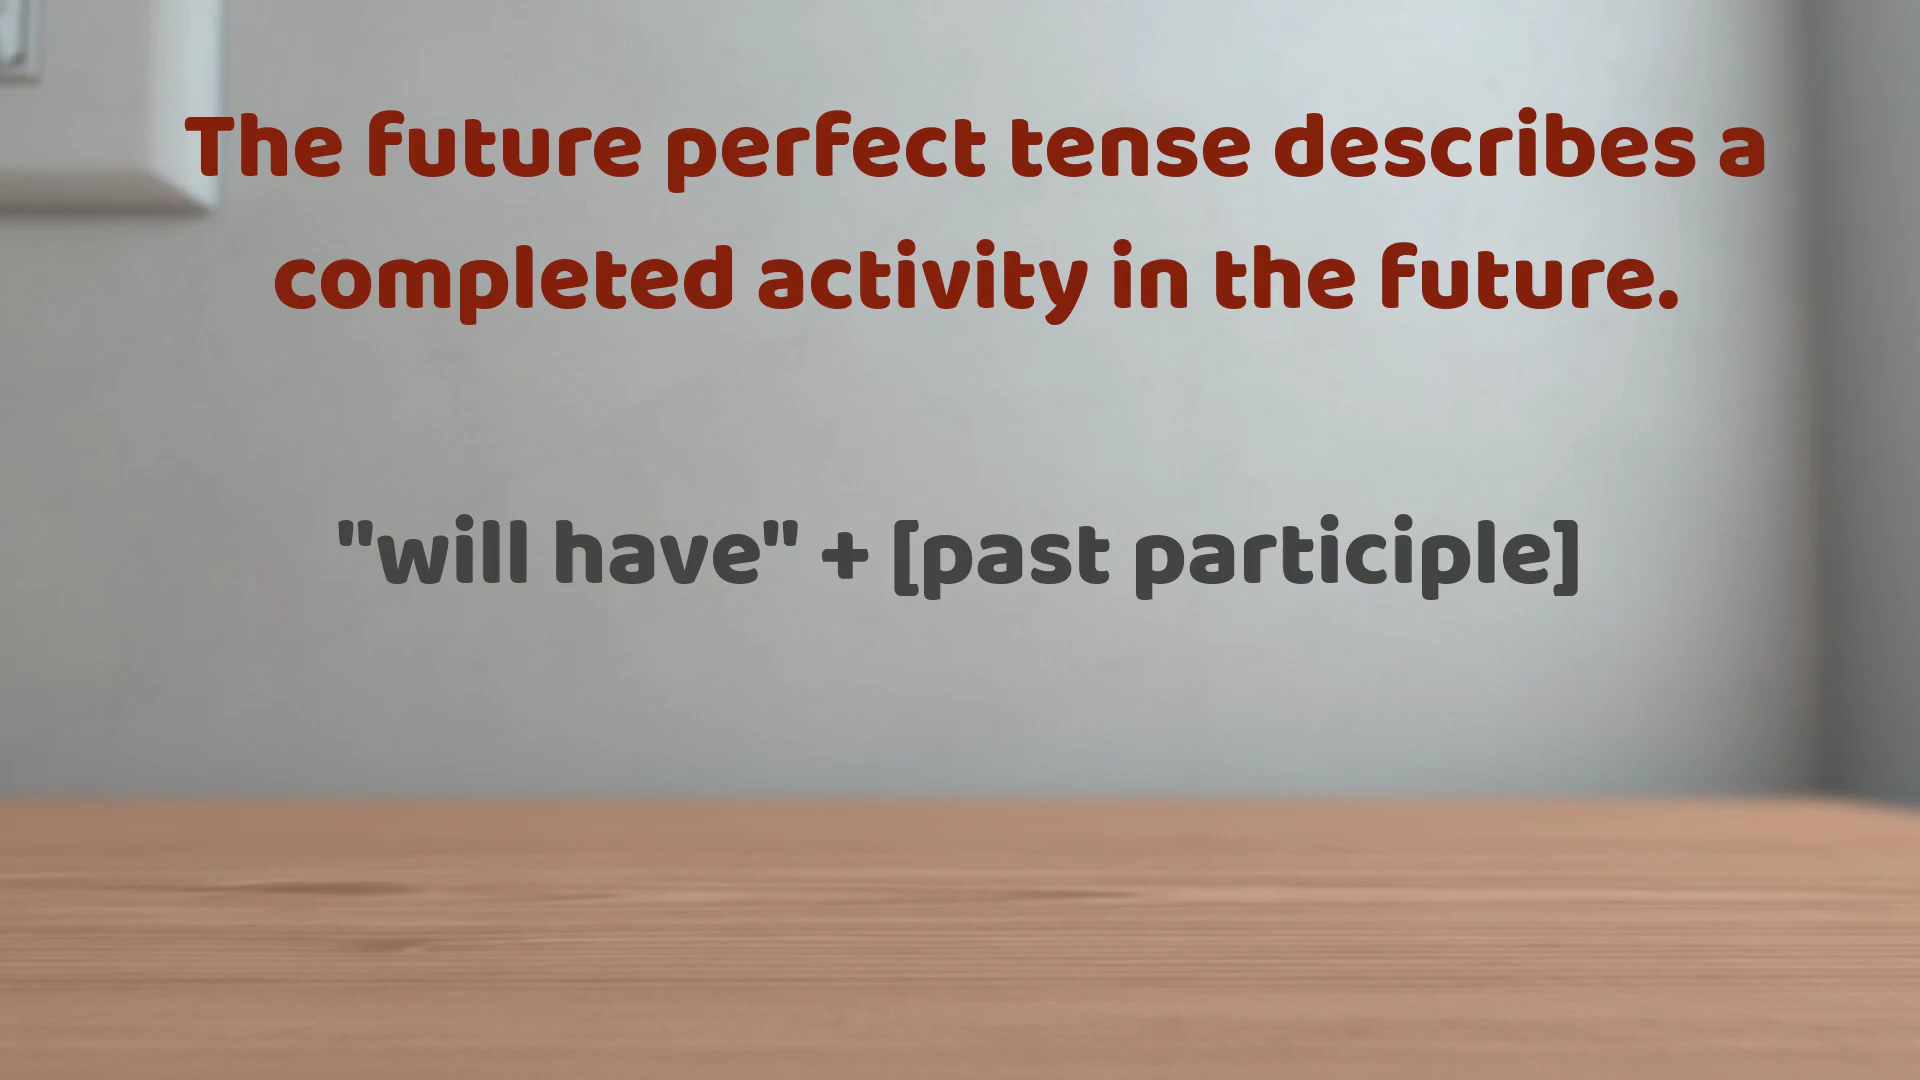 The future perfect tense describes a
completed activity in the future.
"will have" + [past participle]